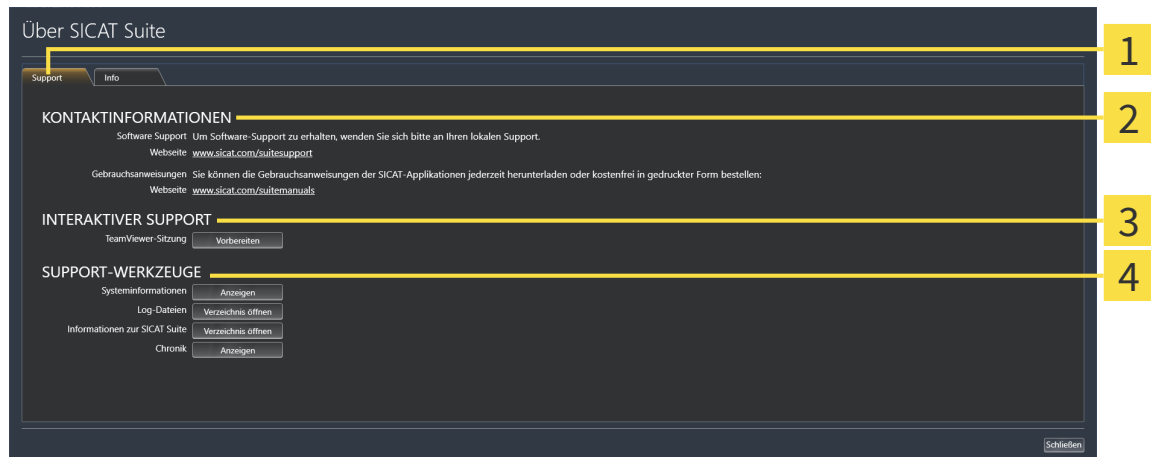 Über SICAT Suite
1
Support
Info
KONTAKTINFORMATIONEN
2
Software Support Um Software-Support zu erhalten, wenden Sie sich bitte an Ihren lokalen Support.
Webseite www.sicat.com/suitesupport
Gebrauchsanweisungen Sie können die Gebrauchsanweisungen der SICAT-Applikationen jederzeit herunterladen oder kostenfrei in gedruckter Form bestellen:
Webseite www.sicat.com/suitemanuals
INTERAKTIVER SUPPORT
3
TeamViewer-Sitzung Vorbereiten
SUPPORT-WERKZEUGE
4
Systeminformationen Anzeigen
Log-Dateien Verzeichnis öffnen
Informationen zur SICAT Suite Verzeichnis öffnen
Chronik Anzeigen
Schließen